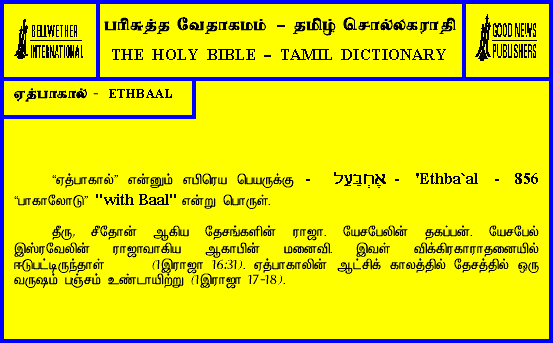 BELLWETHER
INTERNATIONAL
பரிசுத்த வேதாகமம் – தமிழ் சொல்லகராதி
THE HOLY BIBLE – TAMIL DICTIONARY
GOOD NEWS
PUBLISHERS
ஏத்பாகால் - ETHBAAL
“ஏத்பாகால்” என்னும் எபிரெய பெயருக்கு - אֶתְבַּעַל - 'Ethba`al - 856
“பாகாலோடு” "with Baal" என்று பொருள்.
தீரு, சீதோன் ஆகிய தேசங்களின் ராஜா. யேசபேலின் தகப்பன். யேசபேல்
இஸ்ரவேலின் ராஜாவாகிய ஆகாபின் மனைவி. இவள் விக்கிரகாராதனையில்
ஈடுபட்டிருந்தாள் (1இராஜா 16:31). ஏத்பாகாலின் ஆட்சிக் காலத்தில் தேசத்தில் ஒரு
வருஷம் பஞ்சம் உண்டாயிற்று (1இராஜா 17-18).